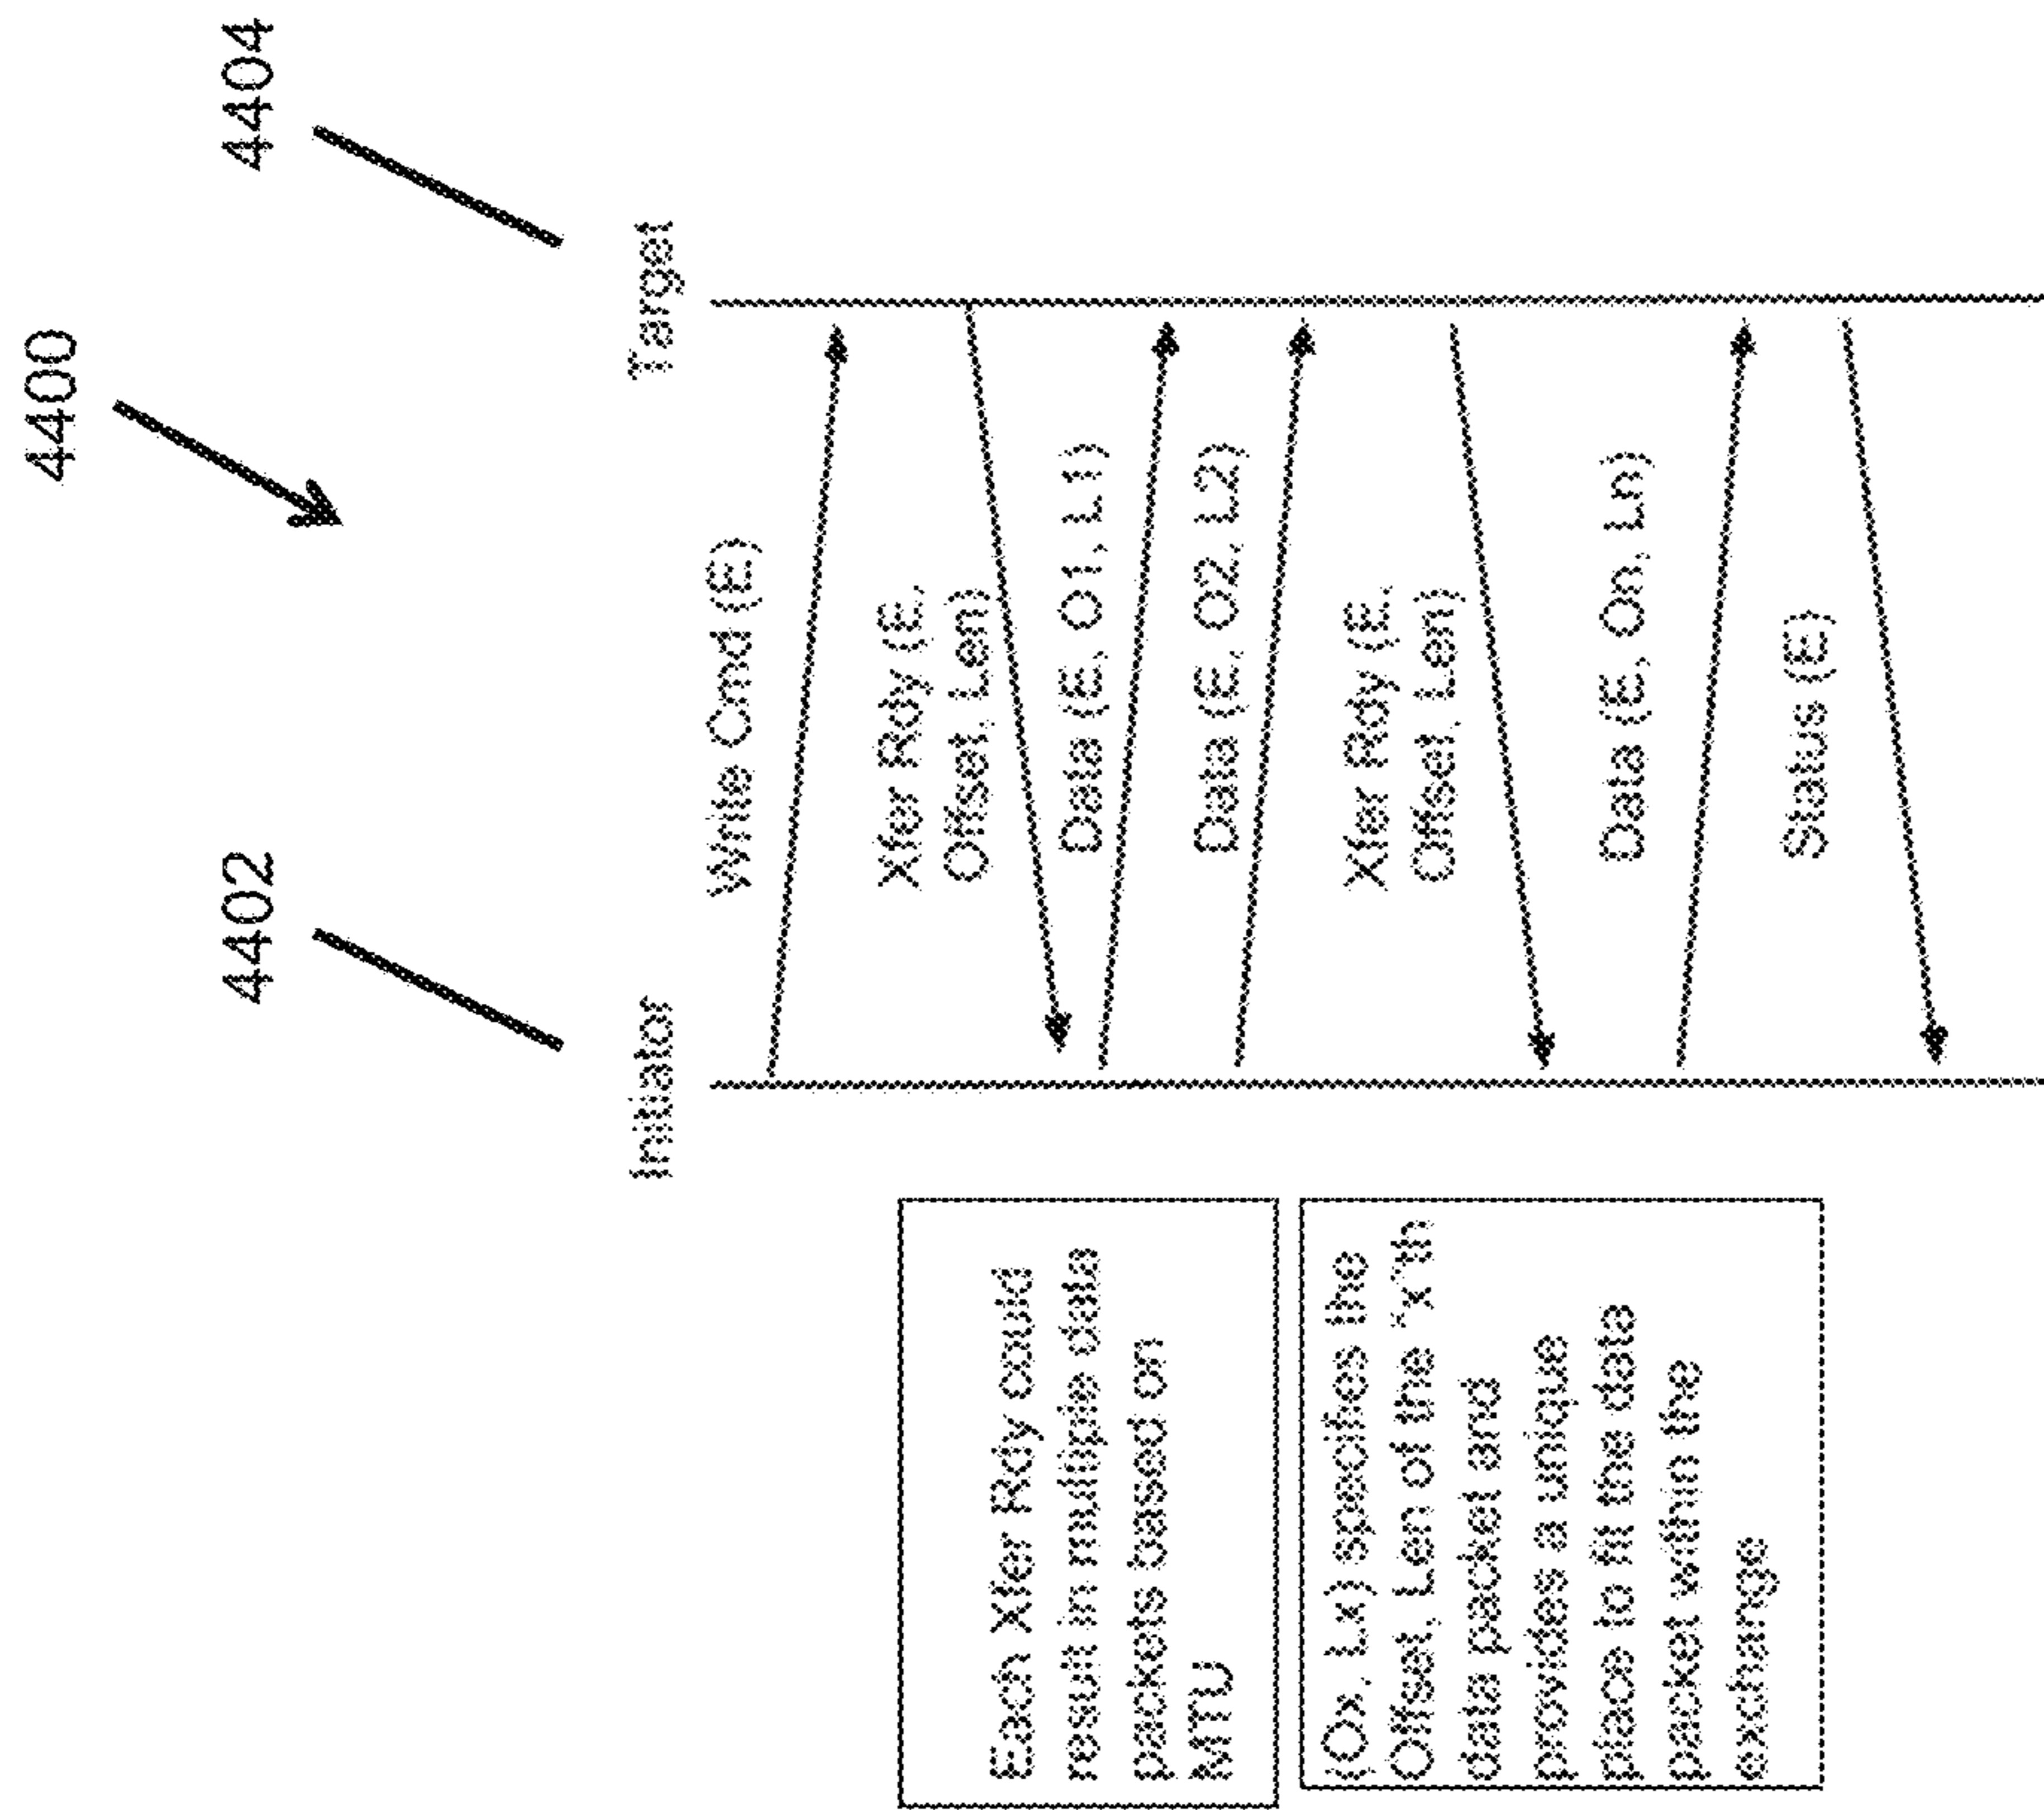 4400
4402
4404
Initiator
Target
Write Cmd (E)
Xfer Rdy (E,
Offset, Len)
Data (E, O1, L1)
Data (E, O2, L2)
Xfer Rdy (E,
Offset, Len)
Data (E, On, Ln)
Status (E)
Each Xfer Rdy could
result in multiple data
packets based on
MTU
(Ox, Lx) specifies the
Offset, Len of the "x"th
data packet and
provides a unique
place to fit the data
packet within the
exchange